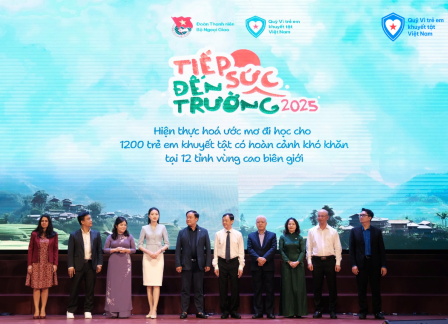 Đoàn Thanh niên
Bộ Ngoại Giao
Quỹ Vì trẻ em
khuyết tật
Việt Nam
Quỹ Vì trẻ em
khuyết tật
Việt Nam
TIẾP SỨC
ĐẾN
TRƯỜNG 2025
Hiện thực hoá ước mơ đi học cho
1200 trẻ em khuyết tật có hoàn cảnh khó khăn
tại 12 tỉnh vùng cao biên giới